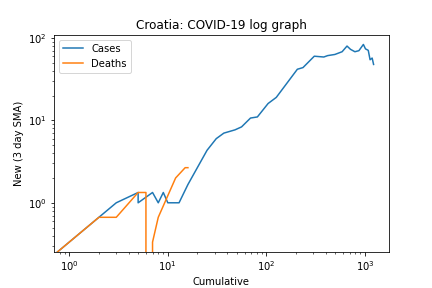 Croatia: COVID-19 log graph
Cases
Deaths
New (3 day SMA)
10²
10¹
10⁰
10⁰ 10¹ 10² 10³
Cumulative